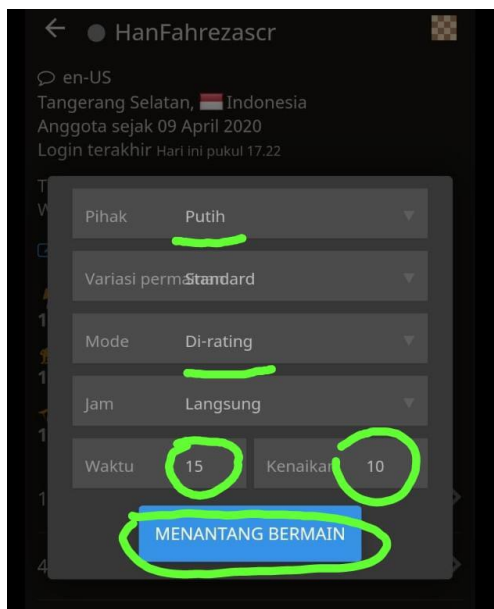 HanFahrezascr
en-US
Tangerang Selatan, Indonesia
Anggota sejak 09 April 2020
Login terakhir Hari ini pukul 17.22
Pihak Putih
Variasi Standard
Mode Di-rating
Jam Langsung
Waktu 15 Kenaikan 10
MENANTANG BERMAIN